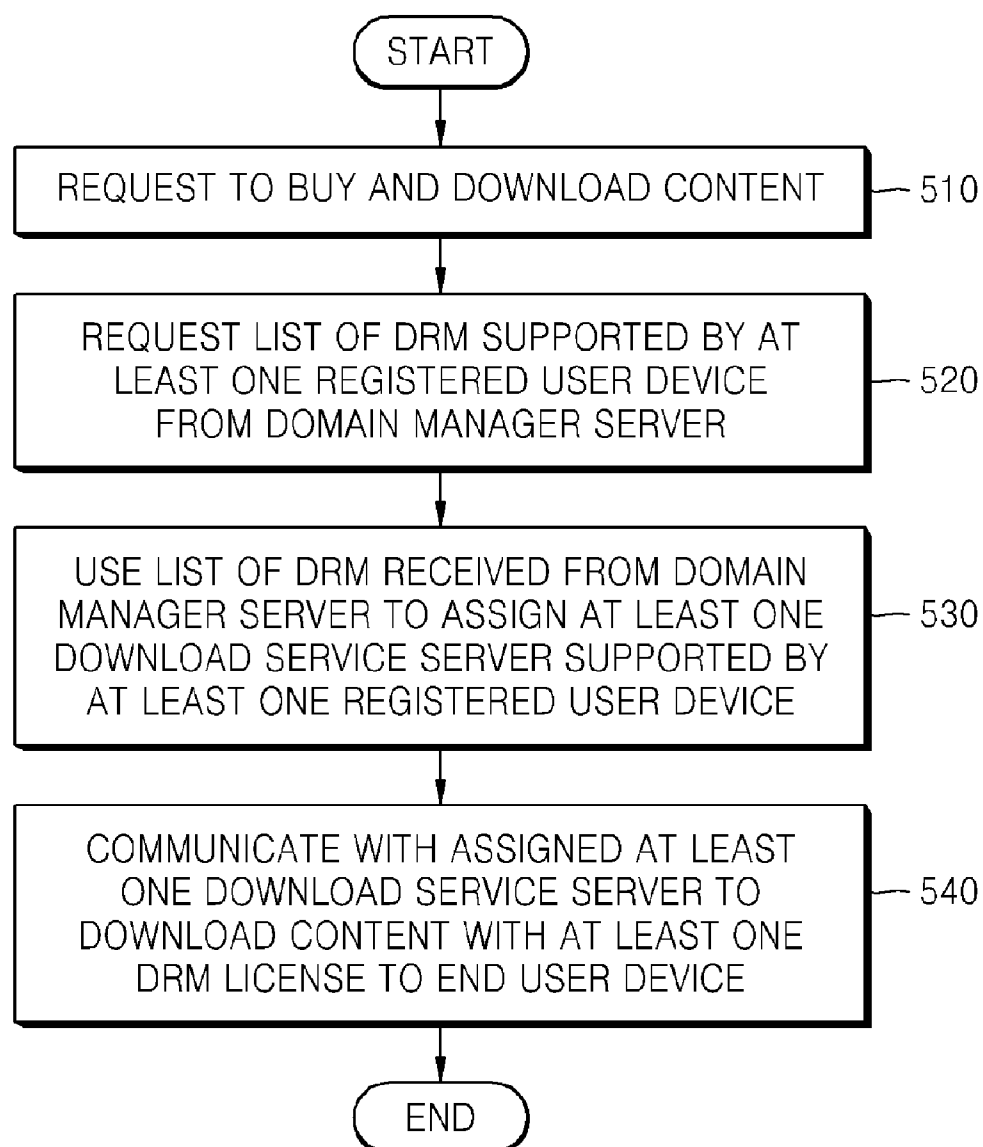 START
REQUEST TO BUY AND DOWNLOAD CONTENT
510
REQUEST LIST OF DRM SUPPORTED BY AT
LEAST ONE REGISTERED USER DEVICE
FROM DOMAIN MANAGER SERVER
520
USE LIST OF DRM RECEIVED FROM DOMAIN
MANAGER SERVER TO ASSIGN AT LEAST ONE
DOWNLOAD SERVICE SERVER SUPPORTED BY
AT LEAST ONE REGISTERED USER DEVICE
530
COMMUNICATE WITH ASSIGNED AT LEAST
ONE DOWNLOAD SERVICE SERVER TO
DOWNLOAD CONTENT WITH AT LEAST ONE
DRM LICENSE TO END USER DEVICE
540
END